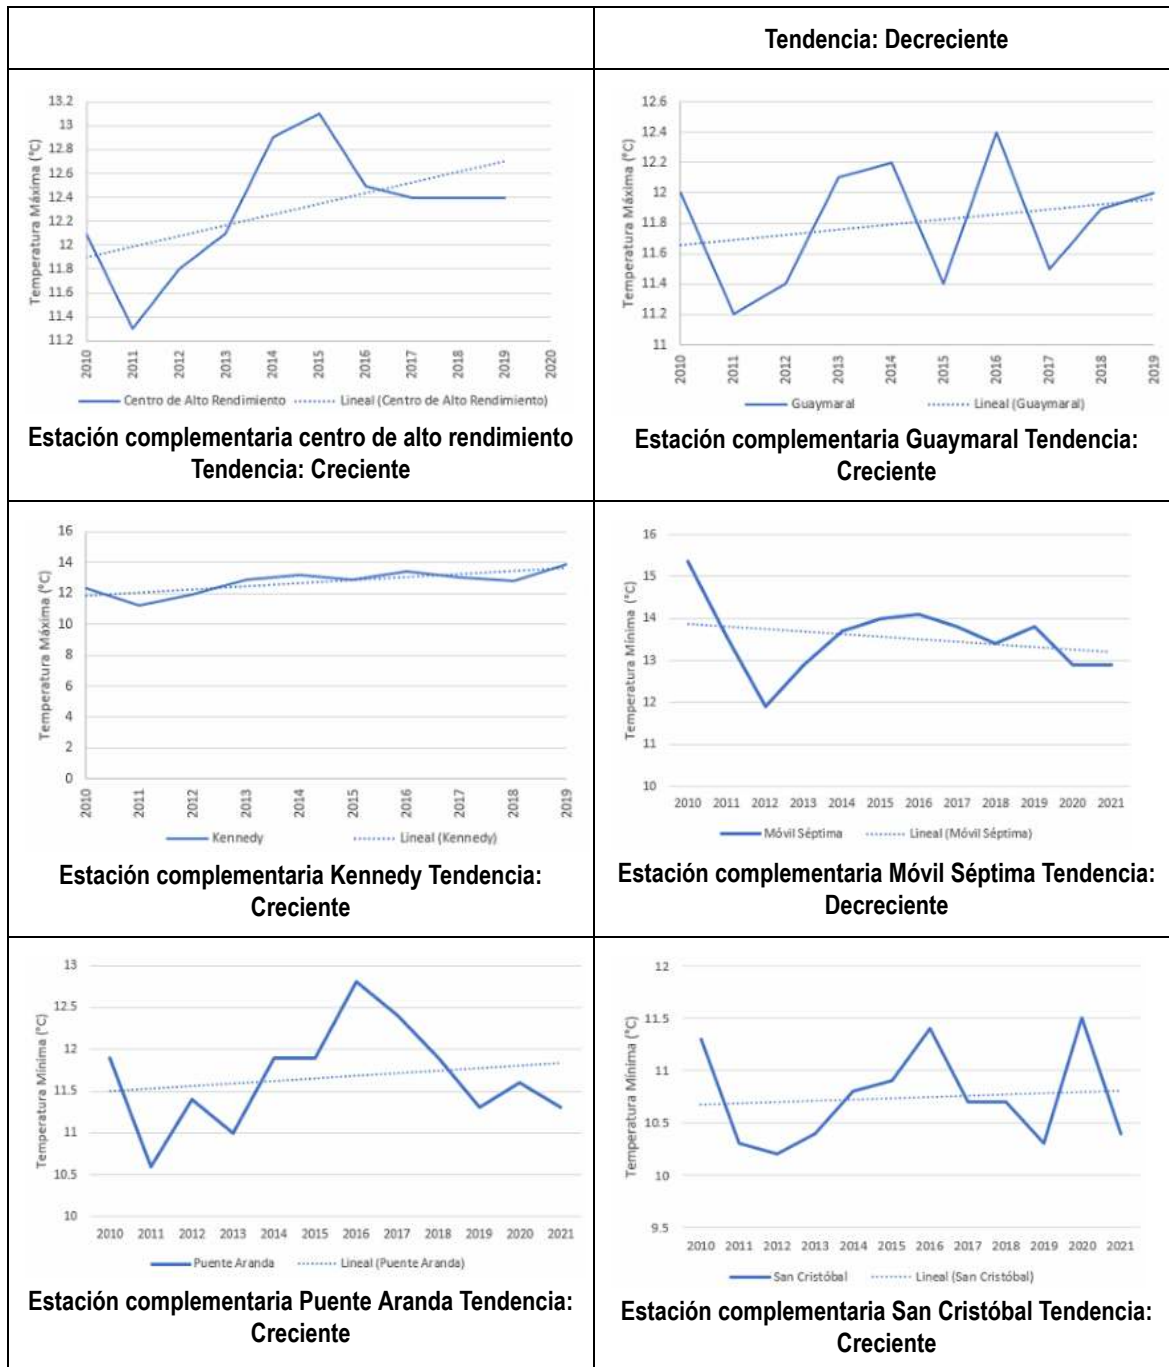 Tendencia: Decreciente
13.2
13
12.8
12.6
12.4
12.2
12
11.8
11.6
11.4
11.2
Temperatura Máxima (°C)
2010 2011 2012 2013 2014 2015 2016 2017 2018 2019 2020
Centro de Alto Rendimiento Lineal (Centro de Alto Rendimiento)
Estación complementaria centro de alto rendimiento
Tendencia: Creciente
12.6
12.4
12.2
12
11.8
11.6
11.4
11.2
11
Temperatura Máxima (°C)
2010 2011 2012 2013 2014 2015 2016 2017 2018 2019
Guaymaral Lineal (Guaymaral)
Estación complementaria Guaymaral Tendencia:
Creciente
16
14
12
10
8
6
4
2
0
Temperatura Máxima (°C)
2010 2011 2012 2013 2014 2015 2016 2017 2018 2019
Kennedy Lineal (Kennedy)
Estación complementaria Kennedy Tendencia:
Creciente
16
15
14
13
12
11
10
Temperatura Mínima (°C)
2010 2011 2012 2013 2014 2015 2016 2017 2018 2019 2020 2021
Móvil Séptima Lineal (Móvil Séptima)
Estación complementaria Móvil Séptima Tendencia:
Decreciente
13
12.5
12
11.5
11
10.5
10
Temperatura Mínima (°C)
2010 2011 2012 2013 2014 2015 2016 2017 2018 2019 2020 2021
Puente Aranda Lineal (Puente Aranda)
Estación complementaria Puente Aranda Tendencia:
Creciente
12
11.5
11
10.5
10
9.5
Temperatura Mínima (°C)
2010 2011 2012 2013 2014 2015 2016 2017 2018 2019 2020 2021
San Cristóbal Lineal (San Cristóbal)
Estación complementaria San Cristóbal Tendencia:
Creciente